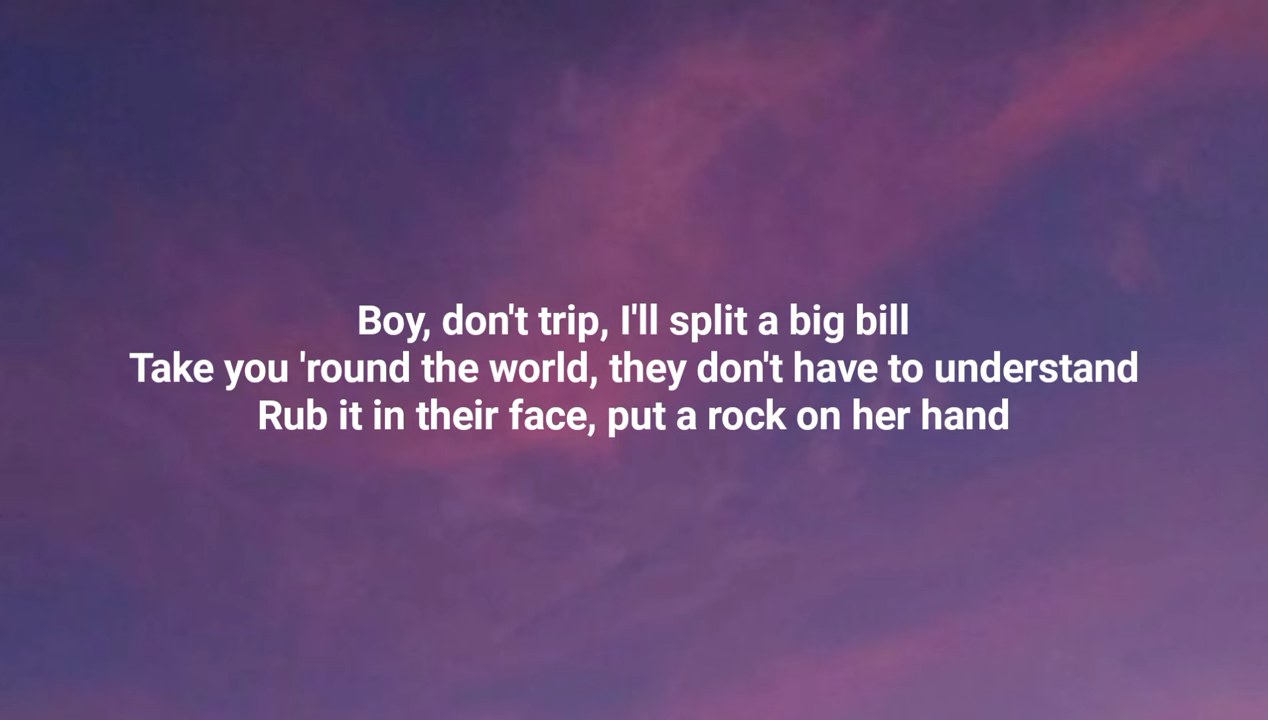 Boy, don't trip, I'll split a big bill
Take you 'round the world, they don't have to understand
Rub it in their face, put a rock on her hand